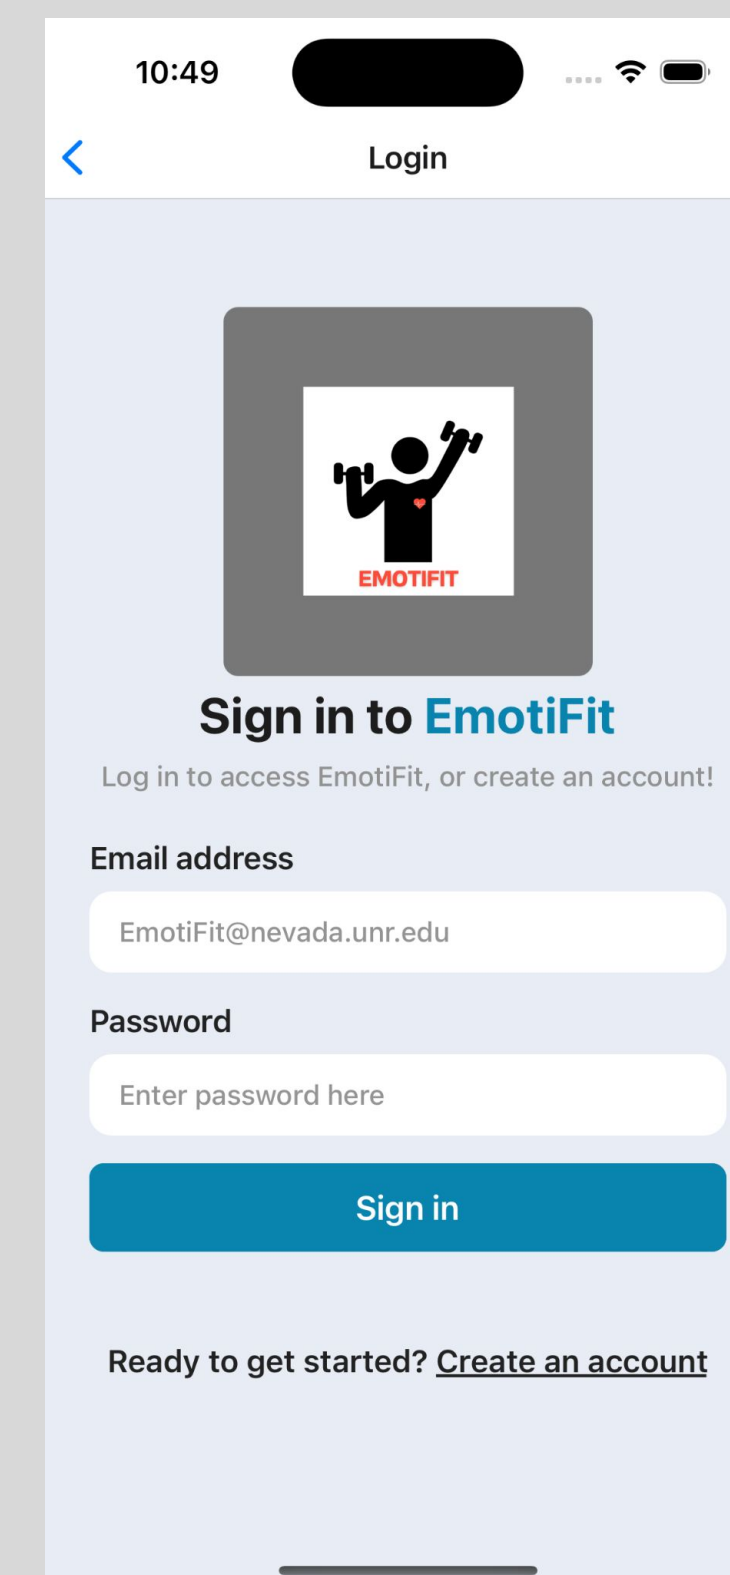 10:49
Login
EMOTIFIT
Sign in to EmotiFit
Log in to access EmotiFit, or create an account!
Email address
EmotiFit@nevada.unr.edu
Password
Enter password here
Sign in
Ready to get started? Create an account